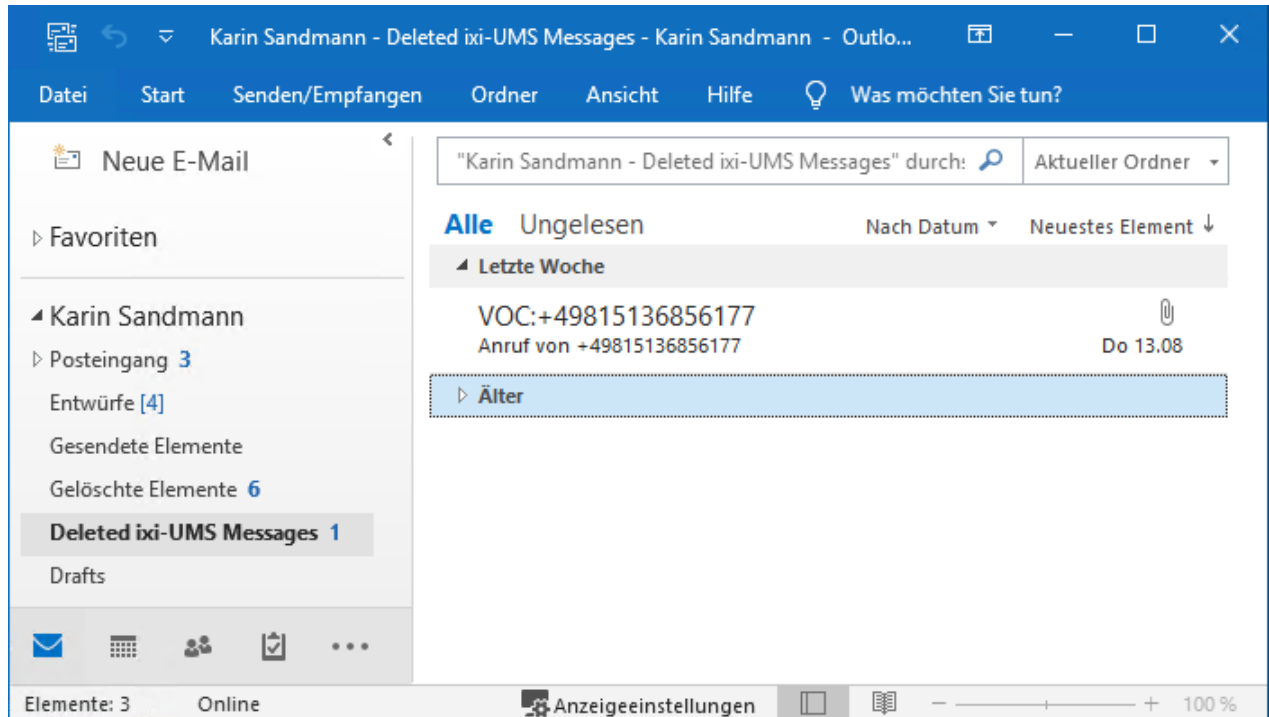 Karin Sandmann - Deleted ixi-UMS Messages - Karin Sandmann - Outlo...
Datei Start Senden/Empfangen Ordner Ansicht Hilfe Was möchten Sie tun?
Neue E-Mail
Favoriten
Karin Sandmann
Posteingang 3
Entwürfe [4]
Gesendete Elemente
Gelöschte Elemente 6
Deleted ixi-UMS Messages 1
Drafts
"Karin Sandmann - Deleted ixi-UMS Messages" durch: Aktueller Ordner
Alle Ungelesen Nach Datum Neuestes Element
Letzte Woche
VOC:+49815136856177
Anruf von +49815136856177 Do 13.08
Älter
Elemente: 3 Online Anzeigeeinstellungen 100 %